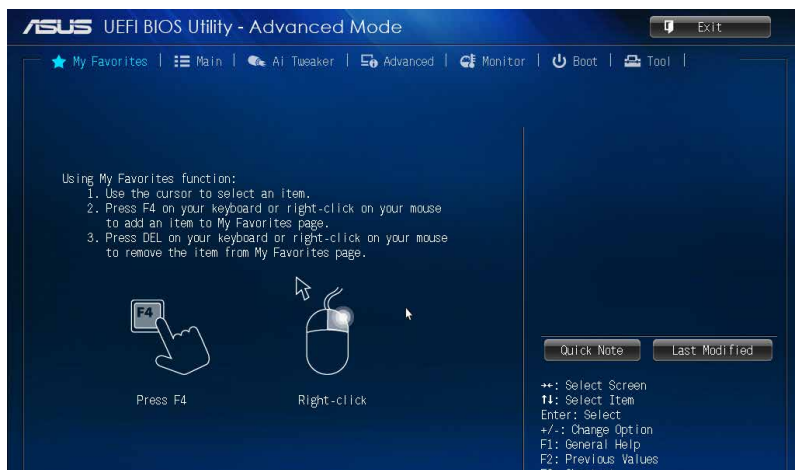 ASUS UEFI BIOS Utility - Advanced Mode
Exit
My Favorites | Main | Ai Tweaker | Advanced | Monitor | Boot | Tool |
Using My Favorites function:
1. Use the cursor to select an item.
2. Press F4 on your keyboard or right-click on your mouse
to add an item to My Favorites page.
3. Press DEL on your keyboard or right-click on your mouse
to remove the item from My Favorites page.
F4
Press F4
Right-click
Quick Note
Last Modified
→←: Select Screen
↑↓: Select Item
Enter: Select
+/-: Change Option
F1: General Help
F2: Previous Values